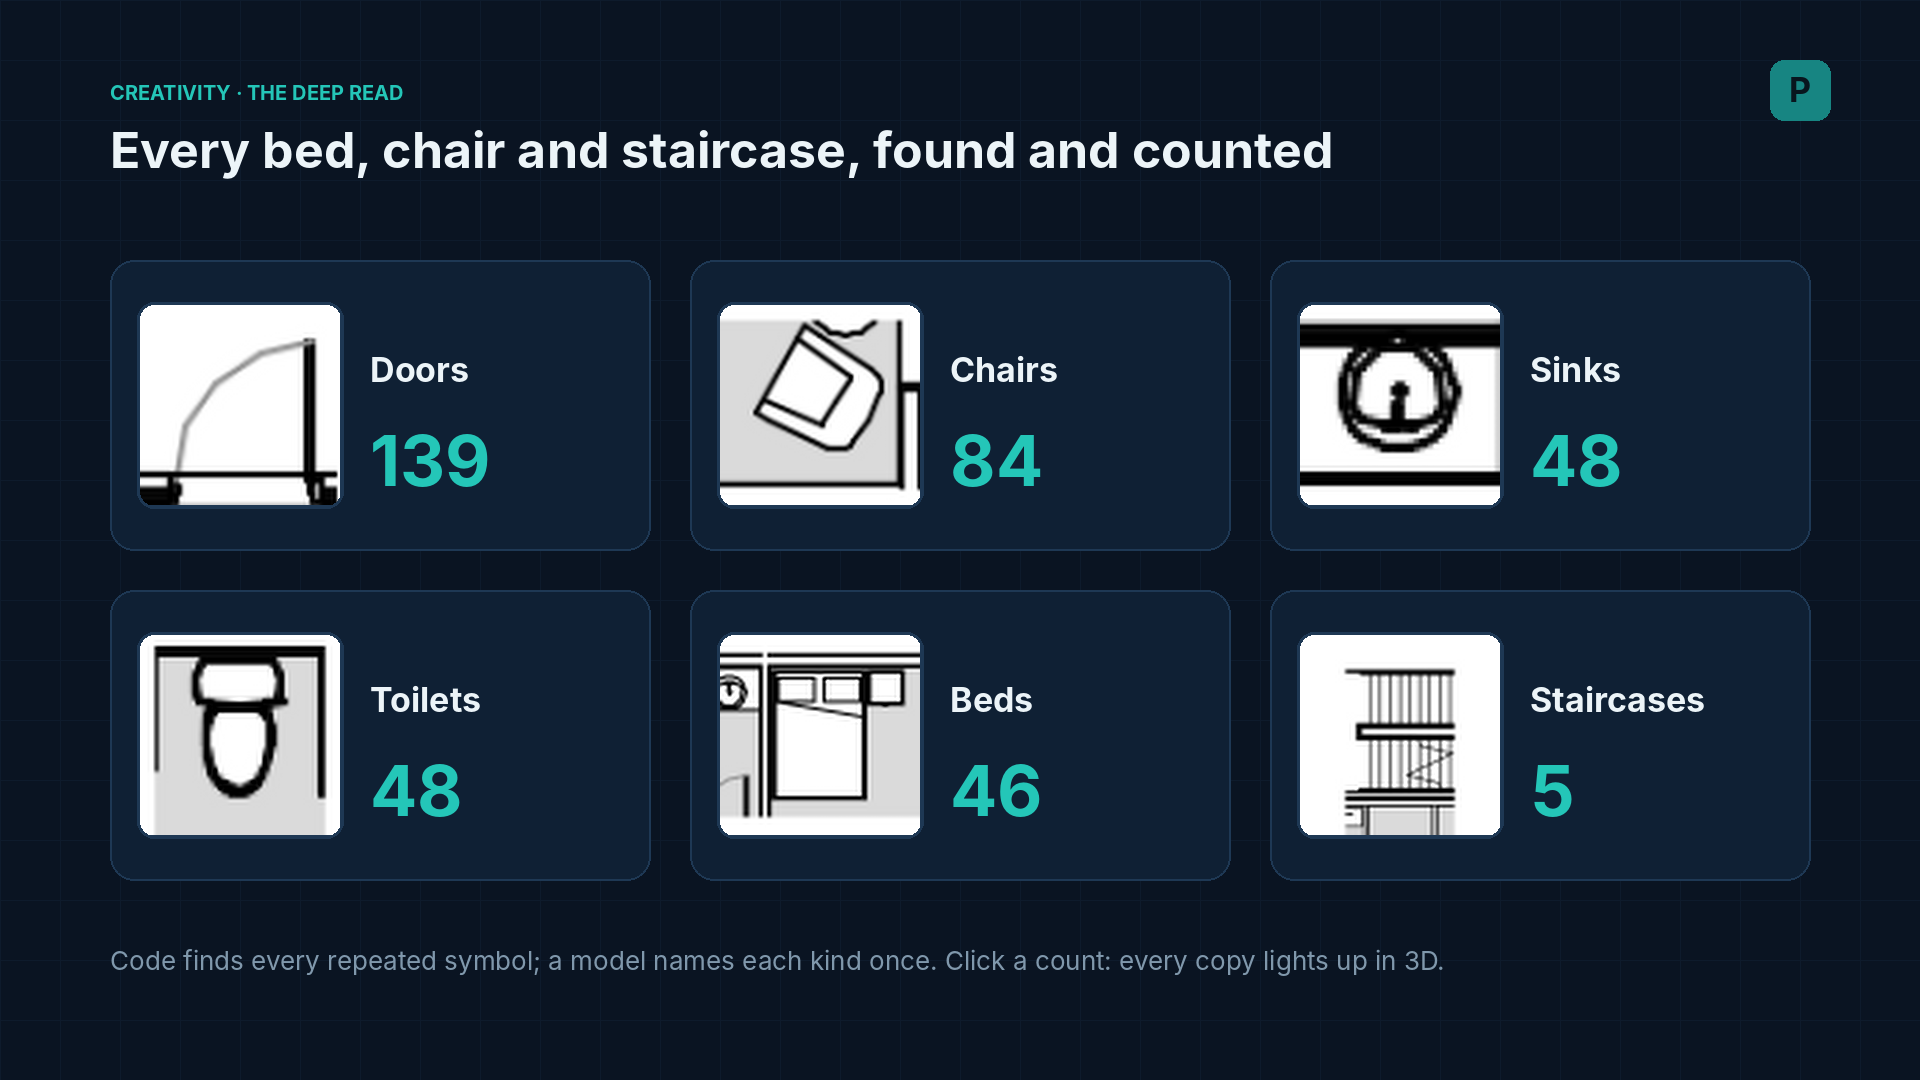 CREATIVITY · THE DEEP READ
P
Every bed, chair and staircase, found and counted
Doors
139
Chairs
84
Sinks
48
Toilets
48
Beds
46
Staircases
5
Code finds every repeated symbol; a model names each kind once. Click a count: every copy lights up in 3D.